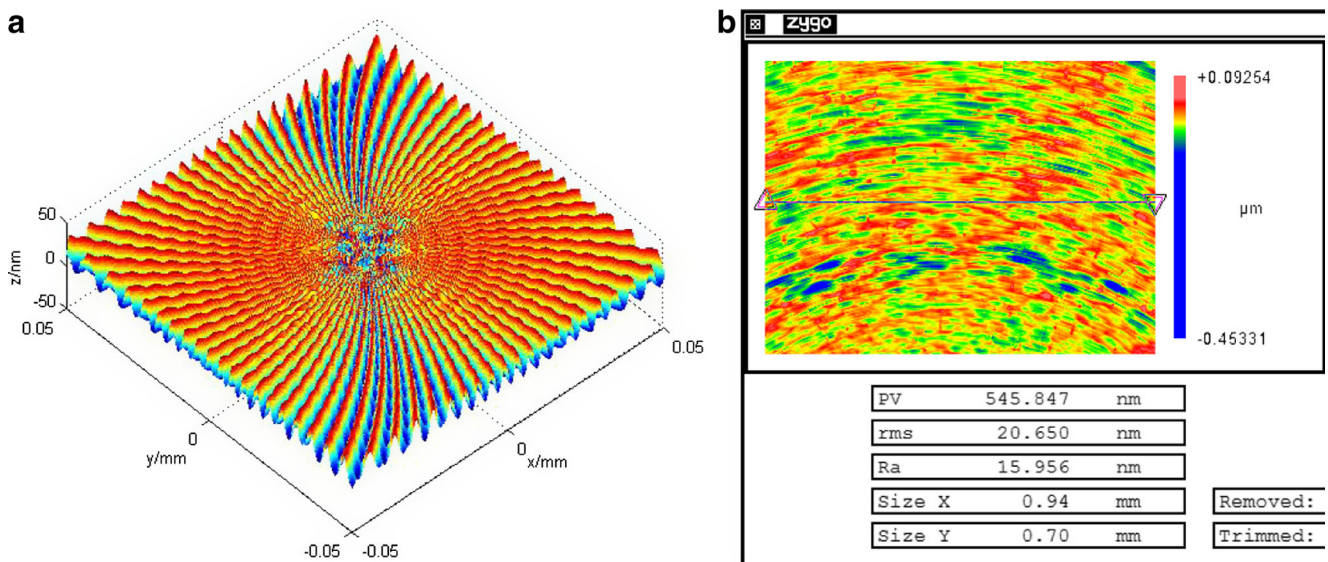 a
50
0
-50
z/nm
0.05
0
y/mm
-0.05
-0.05
0
x/mm
0.05
b
zygo
+0.09254
µm
-0.45331
PV 545.847 nm
rms 20.650 nm
Ra 15.956 nm
Size X 0.94 mm
Removed:
Size Y 0.70 mm
Trimmed: